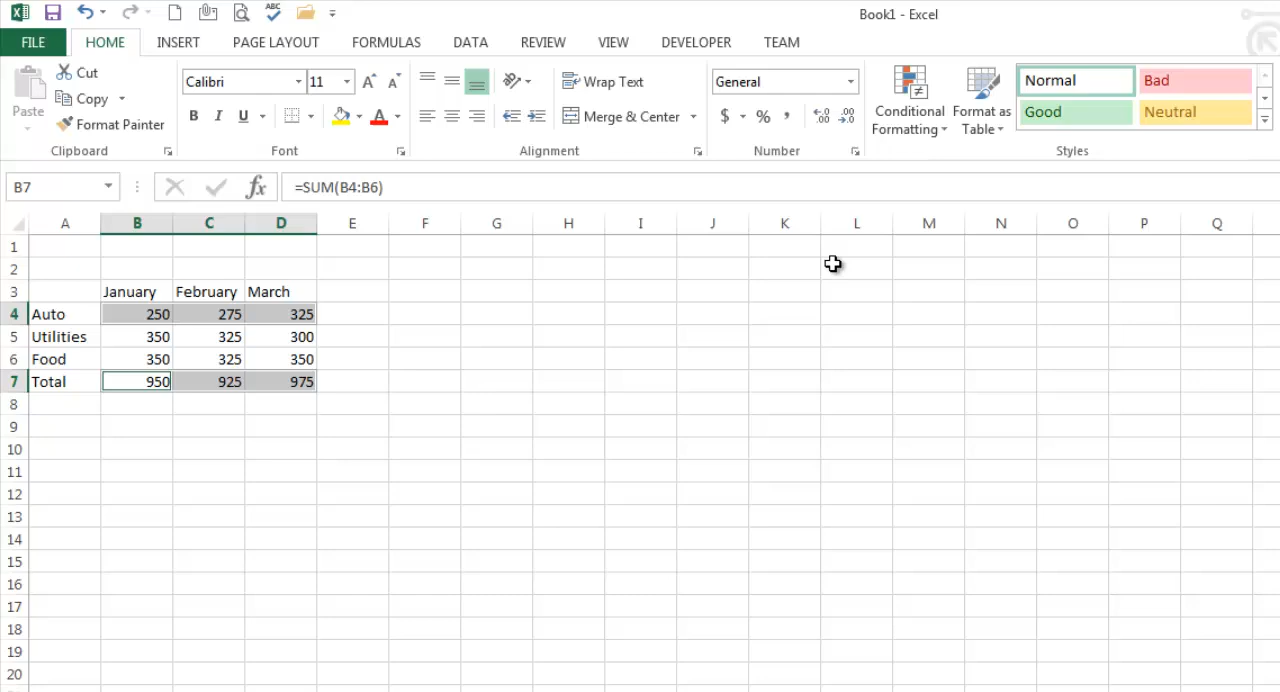 Book1 - Excel
FILE HOME INSERT PAGE LAYOUT FORMULAS DATA REVIEW VIEW DEVELOPER TEAM
Paste
Cut
Copy
Format Painter
Clipboard
Calibri 11
B I U A
Font
Wrap Text
Merge & Center
Alignment
General
$ % ,
Number
Conditional Formatting
Format as Table
Normal Bad
Good Neutral
Styles
B7 fx =SUM(B4:B6)
A B C D E F G H I J K L M N O P Q
1
2
3 January February March
4 Auto 250 275 325
5 Utilities 350 325 300
6 Food 350 325 350
7 Total 950 925 975
8
9
10
11
12
13
14
15
16
17
18
19
20